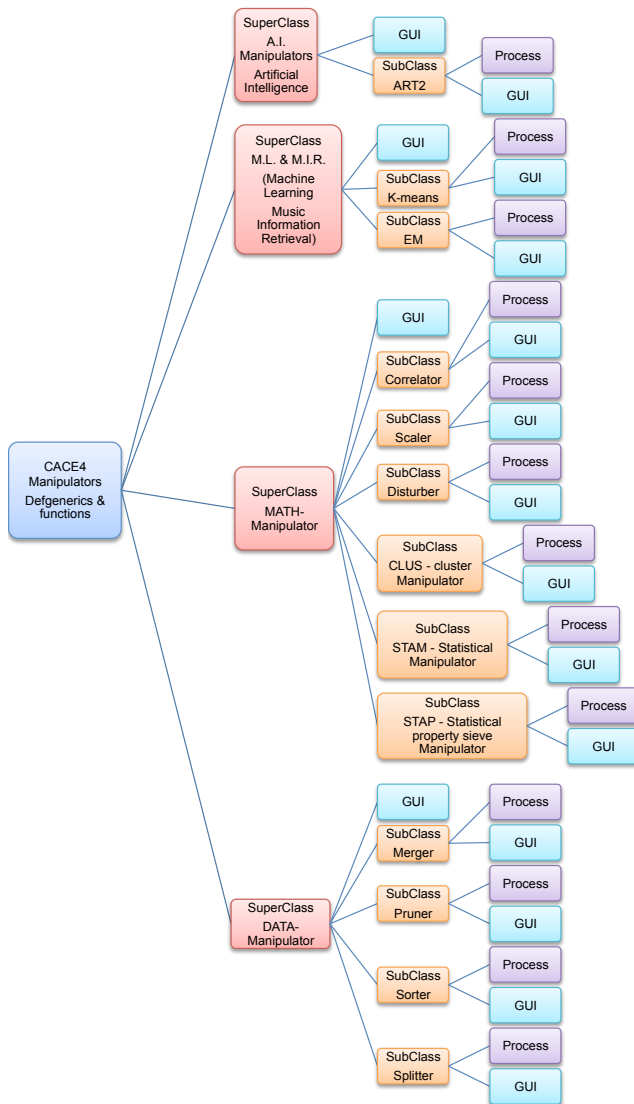 SuperClass
A.I.
Manipulators
Artificial
Intelligence
GUI
SubClass
ART2
Process
GUI
SuperClass
M.L. & M.I.R.
(Machine
Learning
Music
Information
Retrieval)
GUI
SubClass
K-means
Process
GUI
SubClass
EM
Process
GUI
CACE4
Manipulators
Defgenerics &
functions
SuperClass
MATH-
Manipulator
GUI
SubClass
Correlator
Process
GUI
SubClass
Scaler
Process
GUI
SubClass
Disturber
Process
GUI
SubClass
CLUS - cluster
Manipulator
Process
GUI
SubClass
STAM - Statistical
Manipulator
Process
GUI
SubClass
STAP - Statistical
property sieve
Manipulator
Process
GUI
SuperClass
DATA-
Manipulator
GUI
SubClass
Merger
Process
GUI
SubClass
Pruner
Process
GUI
SubClass
Sorter
Process
GUI
SubClass
Splitter
Process
GUI